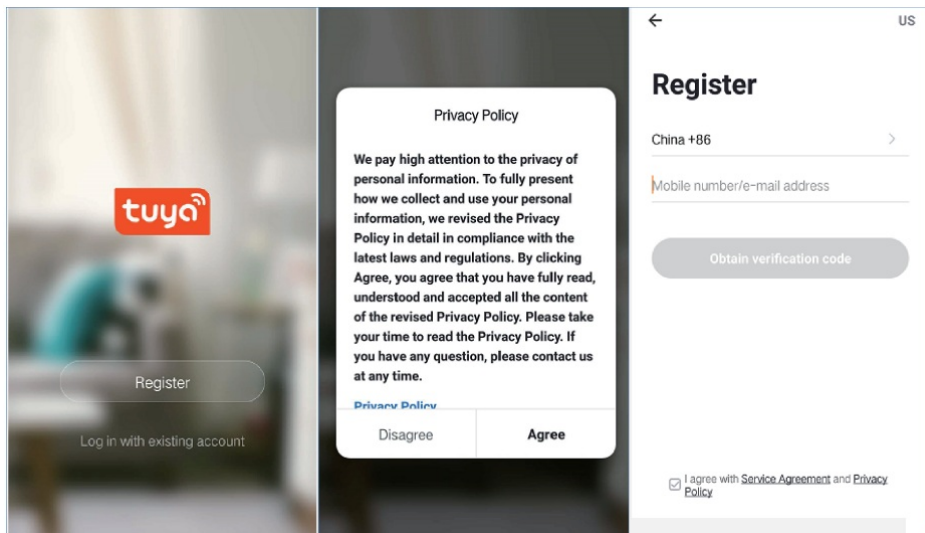 tuya
Register
Log in with existing account
Privacy Policy
We pay high attention to the privacy of
personal information. To fully present
how we collect and use your personal
information, we revised the Privacy
Policy in detail in compliance with the
latest laws and regulations. By clicking
Agree, you agree that you have fully read,
understood and accepted all the content
of the revised Privacy Policy. Please take
your time to read the Privacy Policy. If
you have any question, please contact us
at any time.
Privacy Policy
Disagree
Agree
US
Register
China +86
Mobile number/e-mail address
Obtain verification code
I agree with Service Agreement and Privacy
Policy